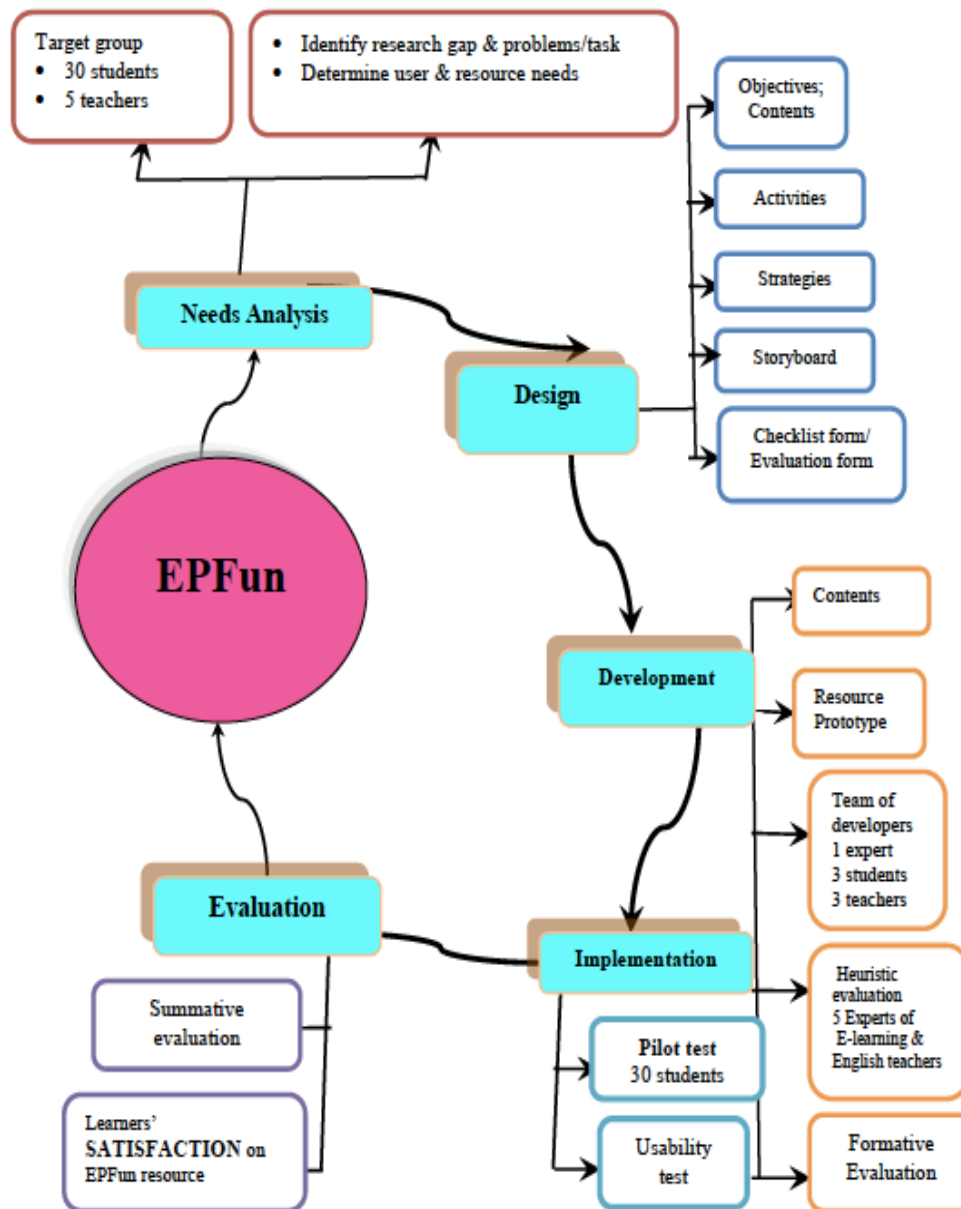 Target group
• 30 students
• 5 teachers
• Identify research gap & problems/task
• Determine user & resource needs
Objectives;
Contents
Activities
Strategies
Storyboard
Checklist form/
Evaluation form
Needs Analysis
Design
EPFun
Development
Contents
Resource
Prototype
Team of
developers
1 expert
3 students
3 teachers
Heuristic
evaluation
5 Experts of
E-learning &
English teachers
Formative
Evaluation
Implementation
Pilot test
30 students
Usability
test
Evaluation
Summative
evaluation
Learners’
SATISFACTION on
EPFun resource